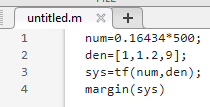 untitled.m
1 num=0.16434*500;
2 den=[1,1.2,9];
3 sys=tf(num,den);
4 margin(sys)